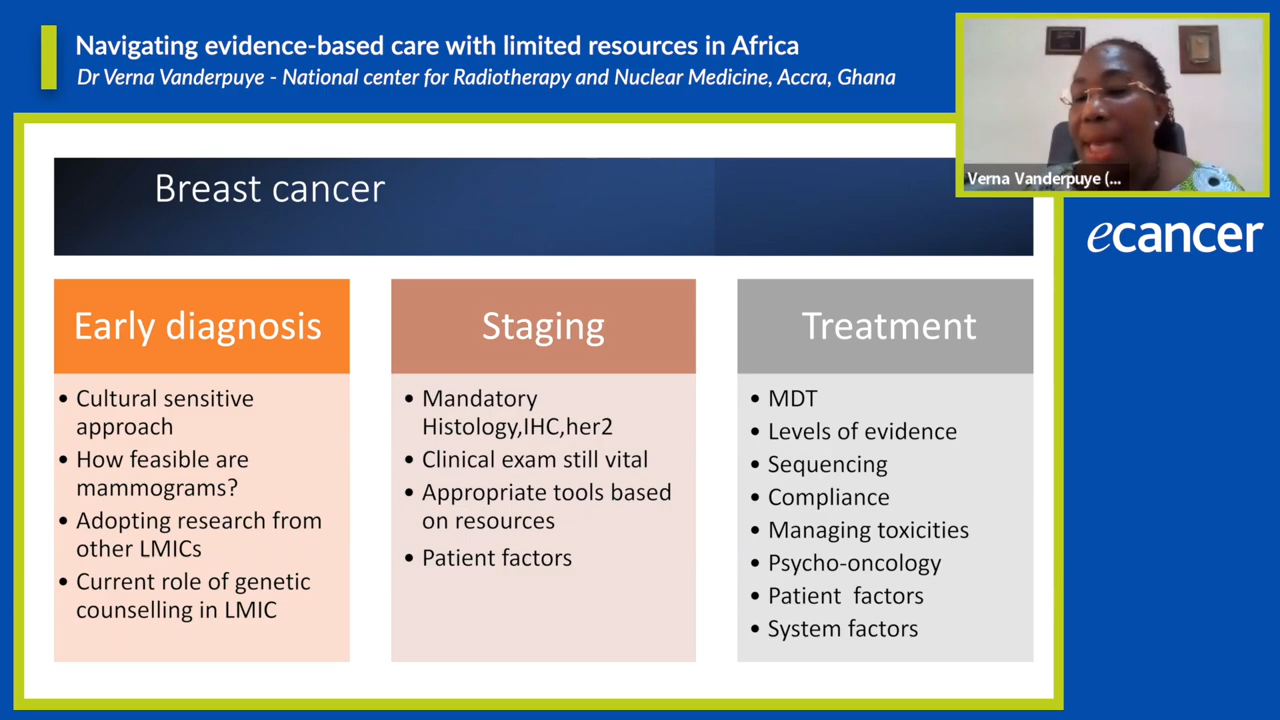 Navigating evidence-based care with limited resources in Africa
Dr Verna Vanderpuye - National center for Radiotherapy and Nuclear Medicine, Accra, Ghana
Verna Vanderpuye (...
ecancer
Breast cancer
Early diagnosis
• Cultural sensitive
approach
• How feasible are
mammograms?
• Adopting research from
other LMICs
• Current role of genetic
counselling in LMIC
Staging
• Mandatory
Histology,IHC,her2
• Clinical exam still vital
• Appropriate tools based
on resources
• Patient factors
Treatment
• MDT
• Levels of evidence
• Sequencing
• Compliance
• Managing toxicities
• Psycho-oncology
• Patient  factors
• System factors